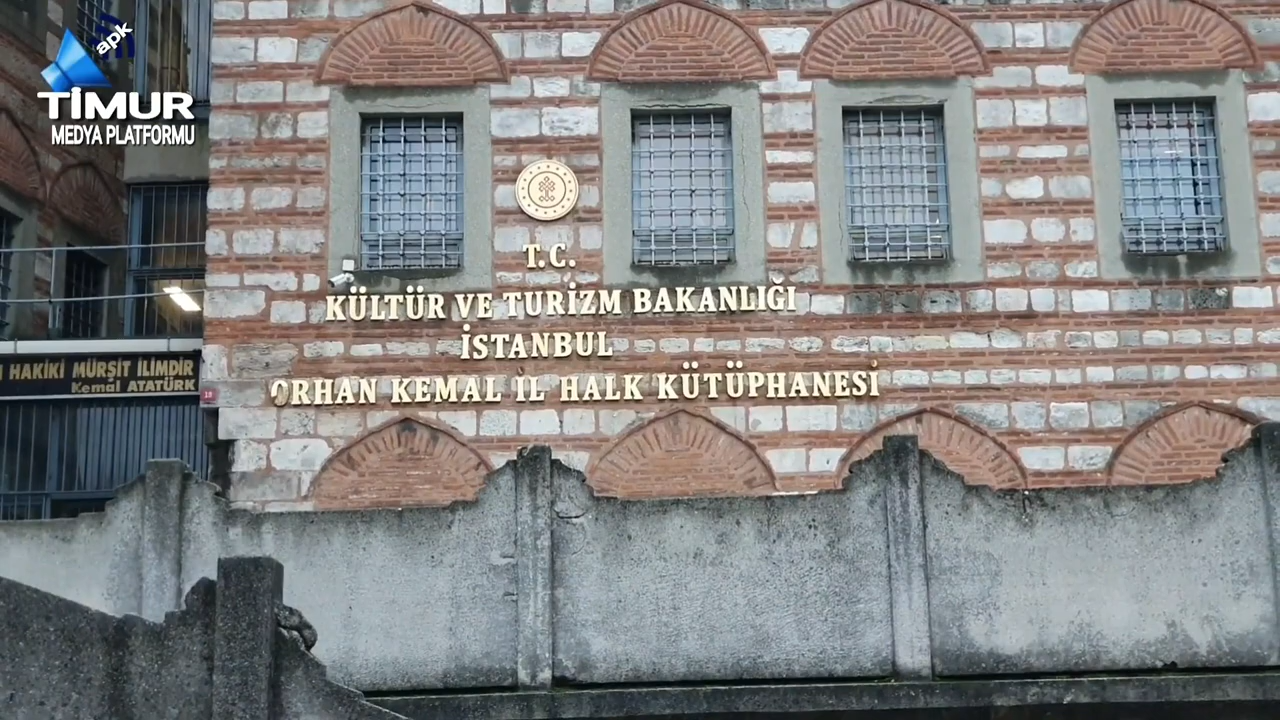 apk
TİMUR
MEDYA PLATFORMU
T.C.
KÜLTÜR VE TURİZM BAKANLIĞI
İSTANBUL
ORHAN KEMAL İL HALK KÜTÜPHANESİ
HAKİKİ MÜRŞİT İLİMDİR
Kemal ATATÜRK
18